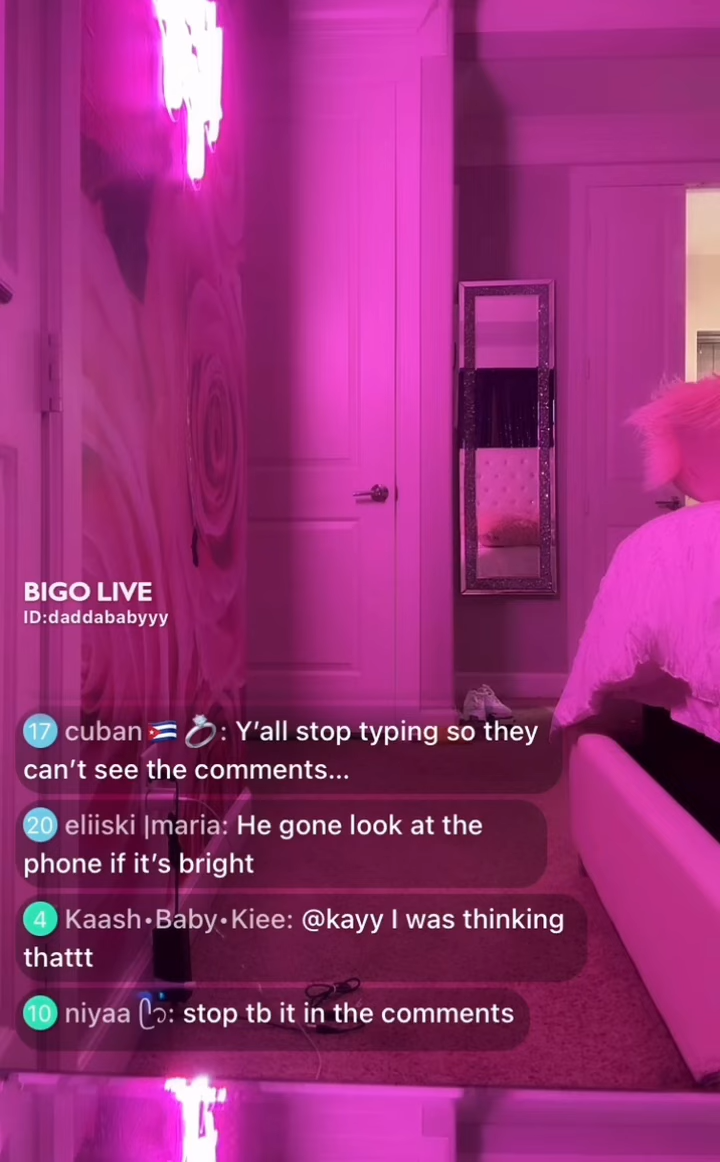 BIGO LIVE
ID:daddababyyy
17 cuban🇨🇺 💍: Y’all stop typing so they
can’t see the comments...
20 eliiski |maria: He gone look at the
phone if it’s bright
4 Kaash•Baby•Kiee: @kayy I was thinking
thattt
10 niyaa : stop tb it in the comments